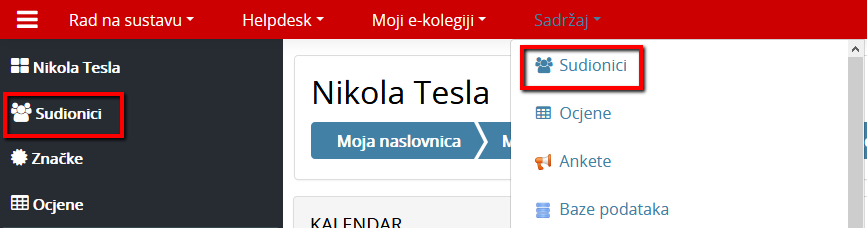 Rad na sustavu Helpdesk Moji e-kolegiji Sadržaj
Nikola Tesla
Sudionici
Značke
Ocjene
Nikola Tesla
Moja naslovnica
KALENDAR
Sudionici
Ocjene
Ankete
Baze podataka